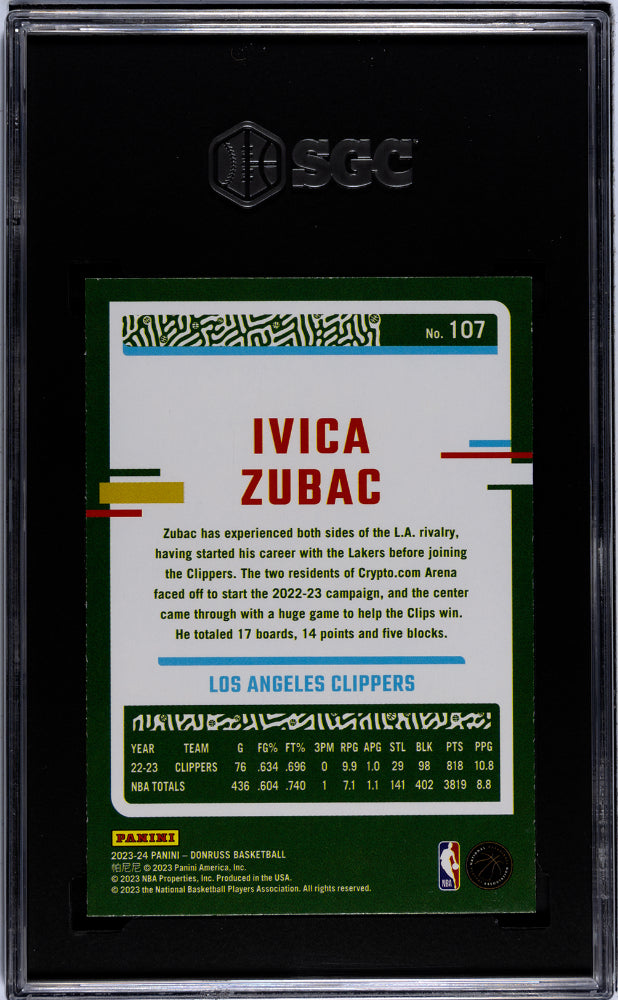 SGC
No. 107
IVICA
ZUBAC
Zubac has experienced both sides of the L.A. rivalry,
having started his career with the Lakers before joining
the Clippers. The two residents of Crypto.com Arena
faced off to start the 2022-23 campaign, and the center
came through with a huge game to help the Clips win.
He totaled 17 boards, 14 points and five blocks.
LOS ANGELES CLIPPERS
YEAR TEAM G FG% FT% 3PM RPG APG STL BLK PTS PPG
22-23 CLIPPERS 76 .634 .696 0 9.9 1.0 29 98 818 10.8
NBA TOTALS 436 .604 .740 1 7.1 1.1 141 402 3819 8.8
PANINI
2023-24 PANINI – DONRUSS BASKETBALL
帕尼尼 © 2023 Panini America, Inc.
© 2023 NBA Properties, Inc. Produced in the USA.
© 2023 the National Basketball Players Association. All rights reserved.
NBA